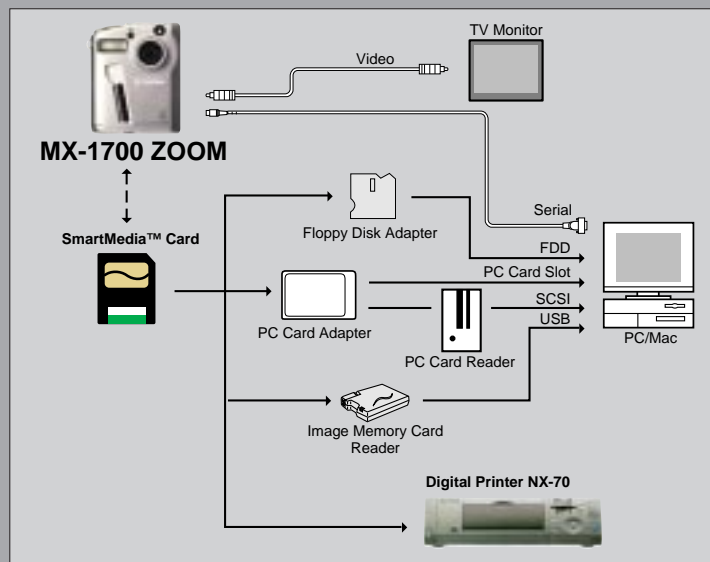 TV Monitor
Video
MX-1700 ZOOM
Serial
SmartMedia™ Card
Floppy Disk Adapter
FDD
PC Card Slot
SCSI
USB
PC Card Adapter
PC/Mac
PC Card Reader
Image Memory Card
Reader
Digital Printer NX-70